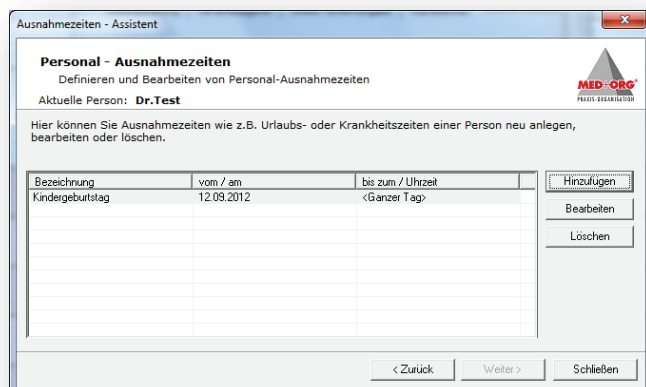 Ausnahmezeiten - Assistent
Personal - Ausnahmezeiten
Definieren und Bearbeiten von Personal-Ausnahmezeiten
Aktuelle Person: Dr.Test
MED+ORG®
PRAXIS-ORGANISATION
Hier können Sie Ausnahmezeiten wie z.B. Urlaubs- oder Krankheitszeiten einer Person neu anlegen,
bearbeiten oder löschen.
Bezeichnung vom / am bis zum / Uhrzeit
Kindergeburtstag 12.09.2012 <Ganzer Tag>
Hinzufügen
Bearbeiten
Löschen
< Zurück Weiter > Schließen